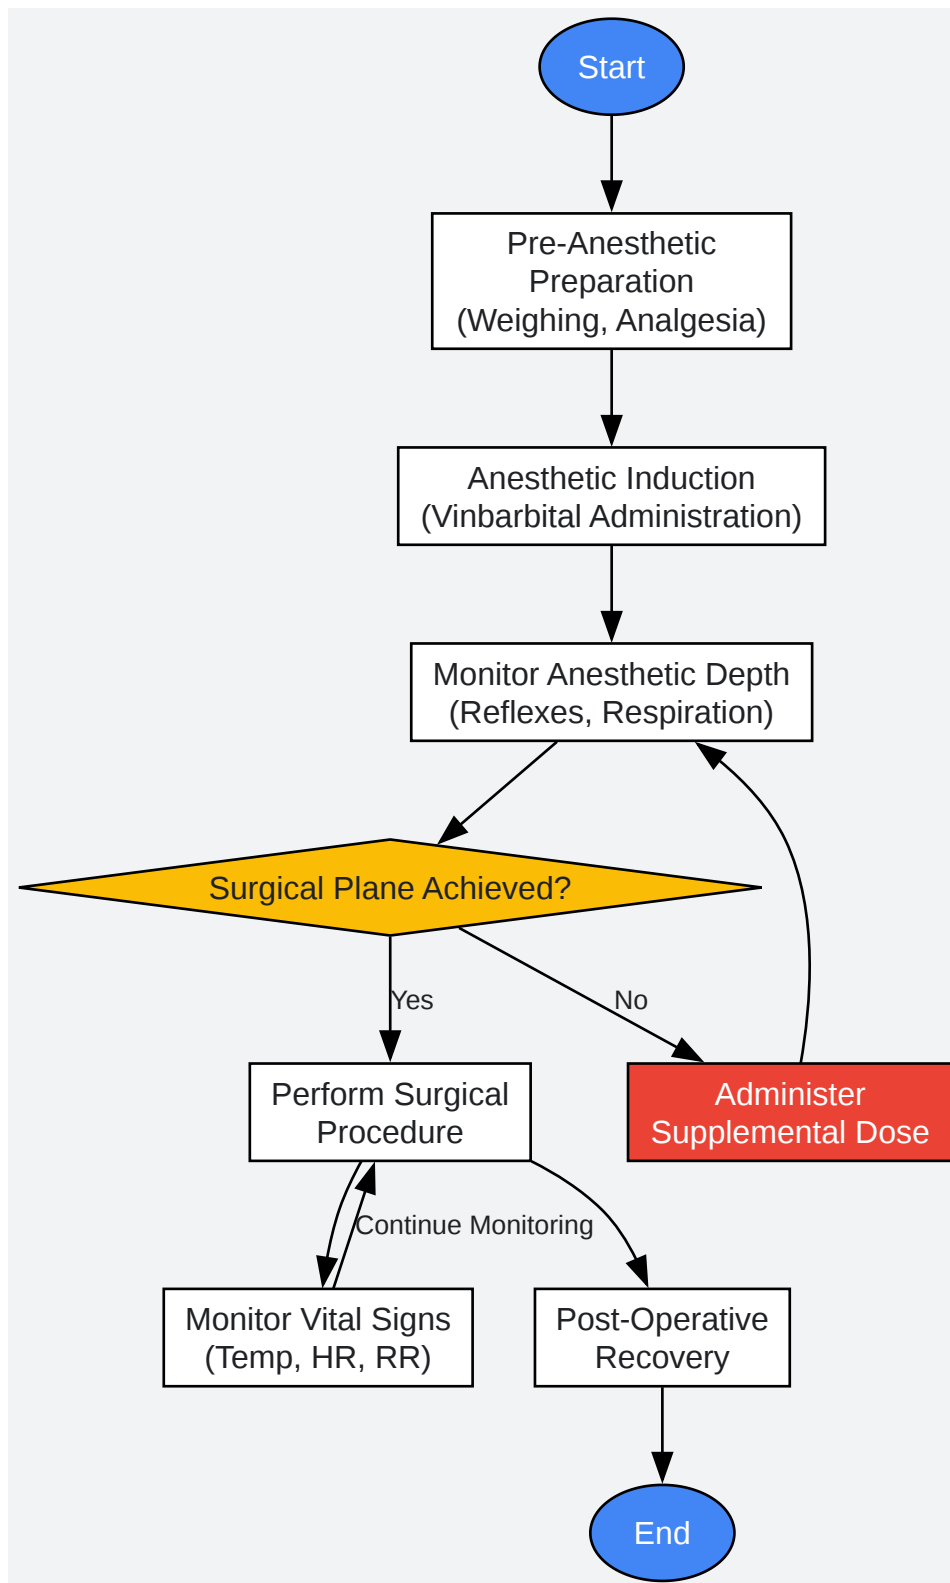 Start
Pre-Anesthetic
Preparation
(Weighing, Analgesia)
Anesthetic Induction
(Vinbarbital Administration)
Monitor Anesthetic Depth
(Reflexes, Respiration)
Surgical Plane Achieved?
Yes
No
Perform Surgical
Procedure
Administer
Supplemental Dose
Continue Monitoring
Monitor Vital Signs
(Temp, HR, RR)
Post-Operative
Recovery
End